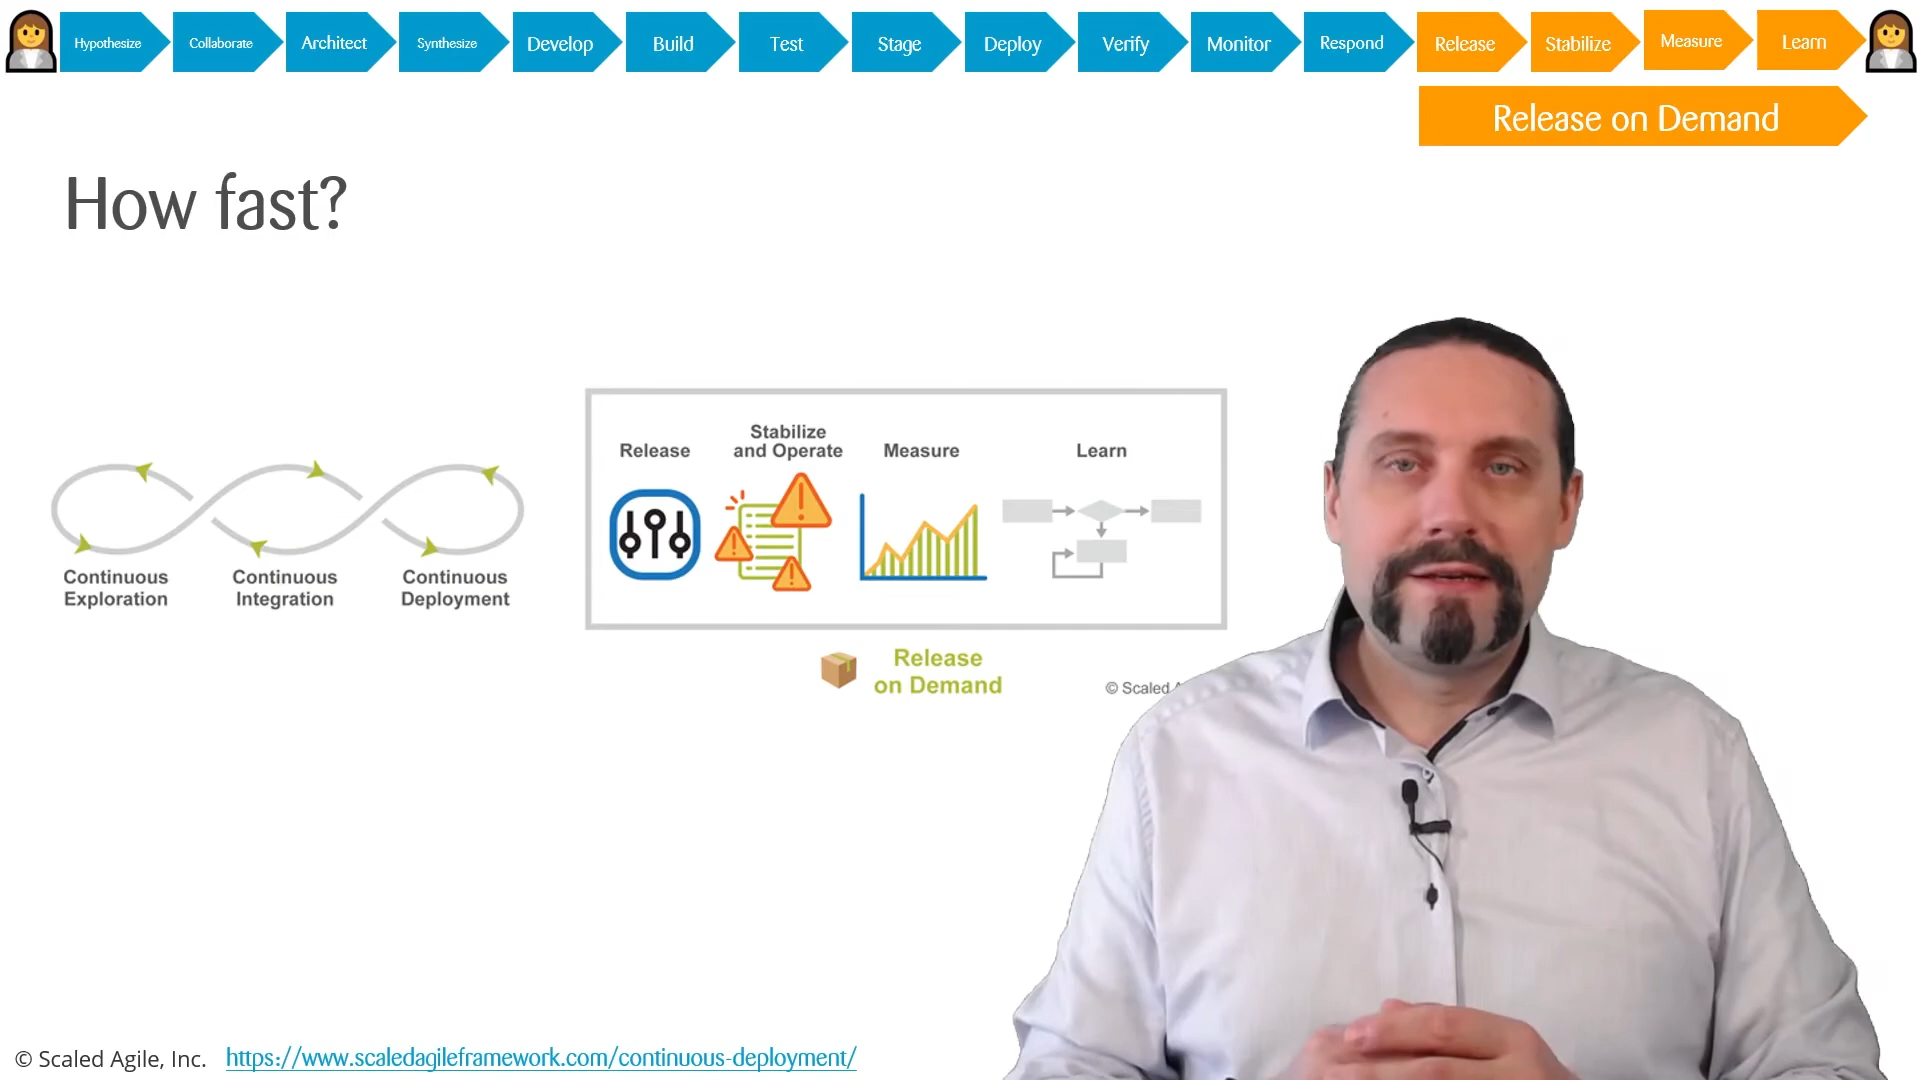 Hypothesize Collaborate Architect Synthesize Develop Build Test Stage Deploy Verify Monitor Respond Release Stabilize Measure Learn
Release on Demand
How fast?
Continuous
Exploration
Continuous
Integration
Continuous
Deployment
Release
Stabilize
and Operate
Measure
Learn
Release
on Demand
© Scaled
© Scaled Agile, Inc. https://www.scaledagileframework.com/continuous-deployment/